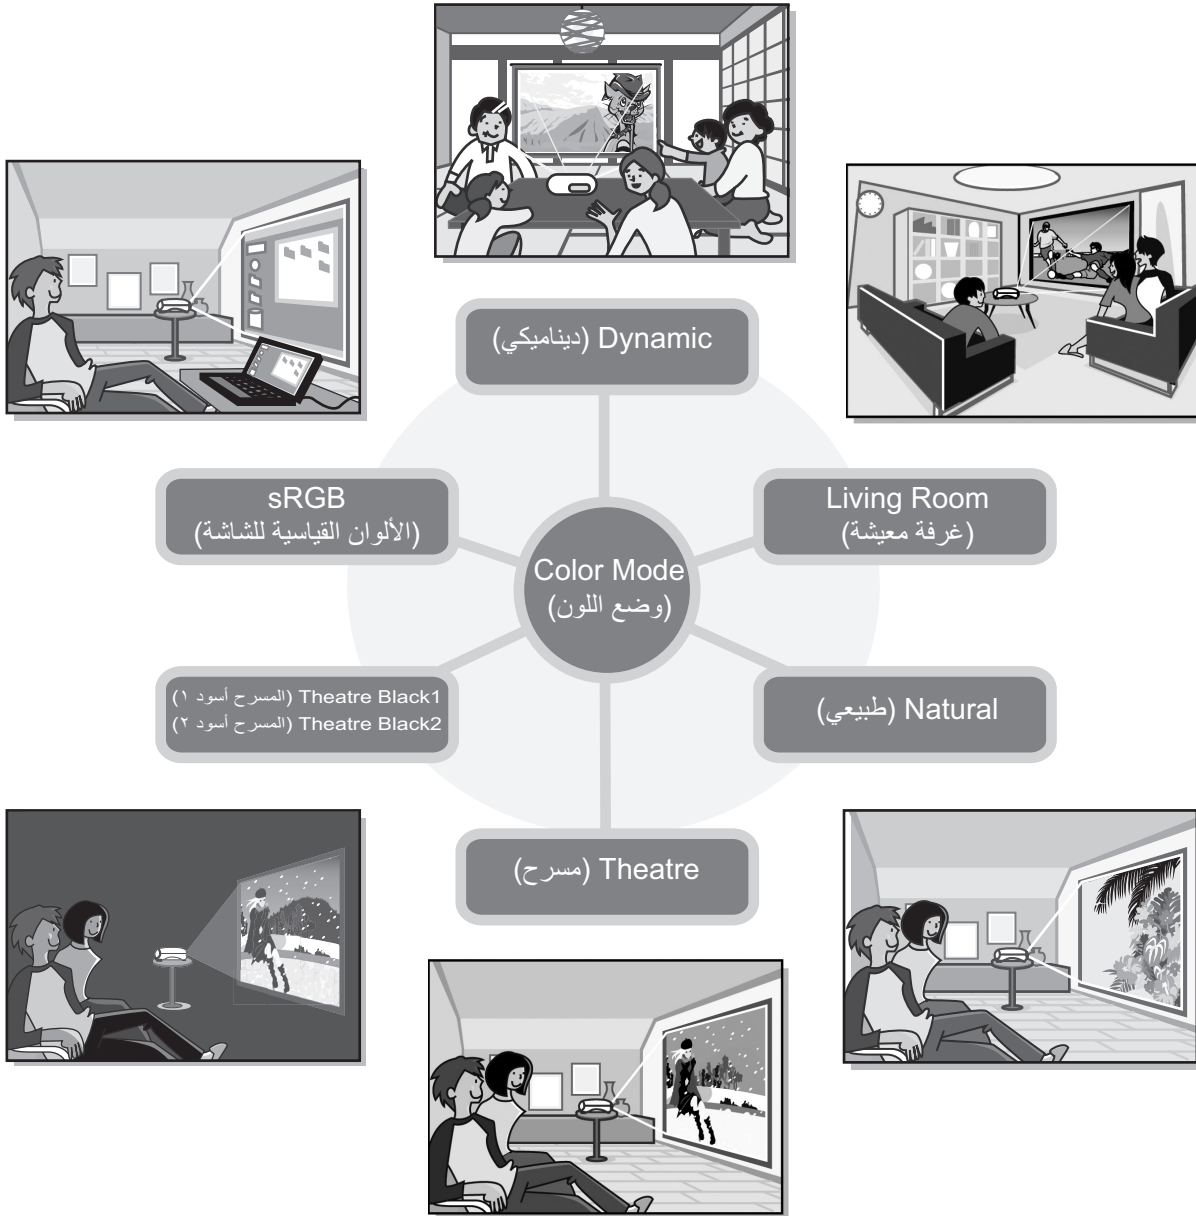 Dynamic (ديناميكي)
sRGB
(الألوان القياسية للشاشة)
Living Room
(غرفة معيشة)
Color Mode
(وضع اللون)
Theatre Black1 (المسرح أسود ١)
Theatre Black2 (المسرح أسود ٢)
Natural (طبيعي)
Theatre (مسرح)